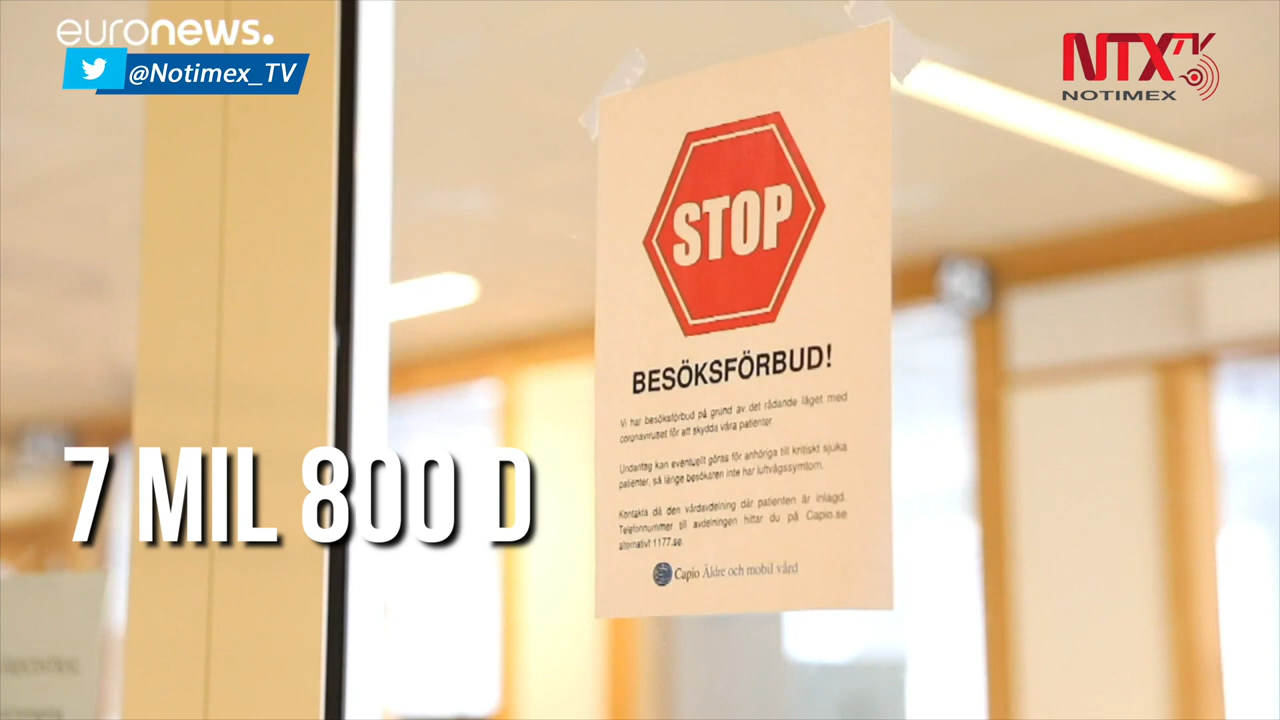 euronews.
@Notimex_TV
NTX TV
NOTIMEX
STOP
BESÖKSFÖRBUD!
Vi har besöksförbud på grund av det rådande läget med
coronaviruset för att skydda våra patienter.
Undantag kan eventuellt göras för anhöriga till kritiskt sjuka
patienter, så länge besökaren inte har luftvägssymtom.
Kontakta då den vårdavdelning där patienten är inlagd.
Telefonnummer till avdelningen hittar du på Capio.se
alternativt 1177.se.
Capio Äldre och mobil vård
7 MIL 800 D